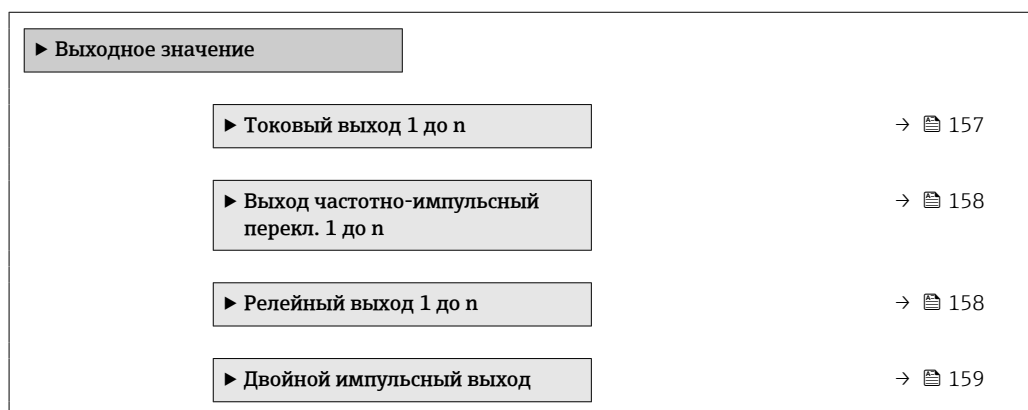 ▶ Выходное значение
▶ Токовый выход 1 до n → 157
▶ Выход частотно-импульсный
перекл. 1 до n → 158
▶ Релейный выход 1 до n → 158
▶ Двойной импульсный выход → 159